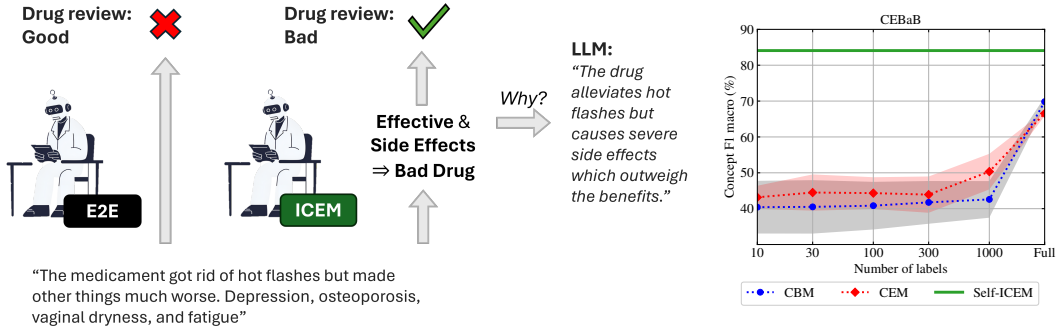 Drug review:
Good
Drug review:
Bad
E2E
ICEM
Effective & 
Side Effects
⇒ Bad Drug
Why?
LLM:
“The drug
alleviates hot
flashes but
causes severe
side effects
which outweigh
the benefits.”
“The medicament got rid of hot flashes but made
other things much worse. Depression, osteoporosis,
vaginal dryness, and fatigue”
CEBaB
Concept F1 macro (%)
90
80
70
60
50
40
10 30 100 300 1000 Full
Number of labels
CBM CEM Self-ICEM